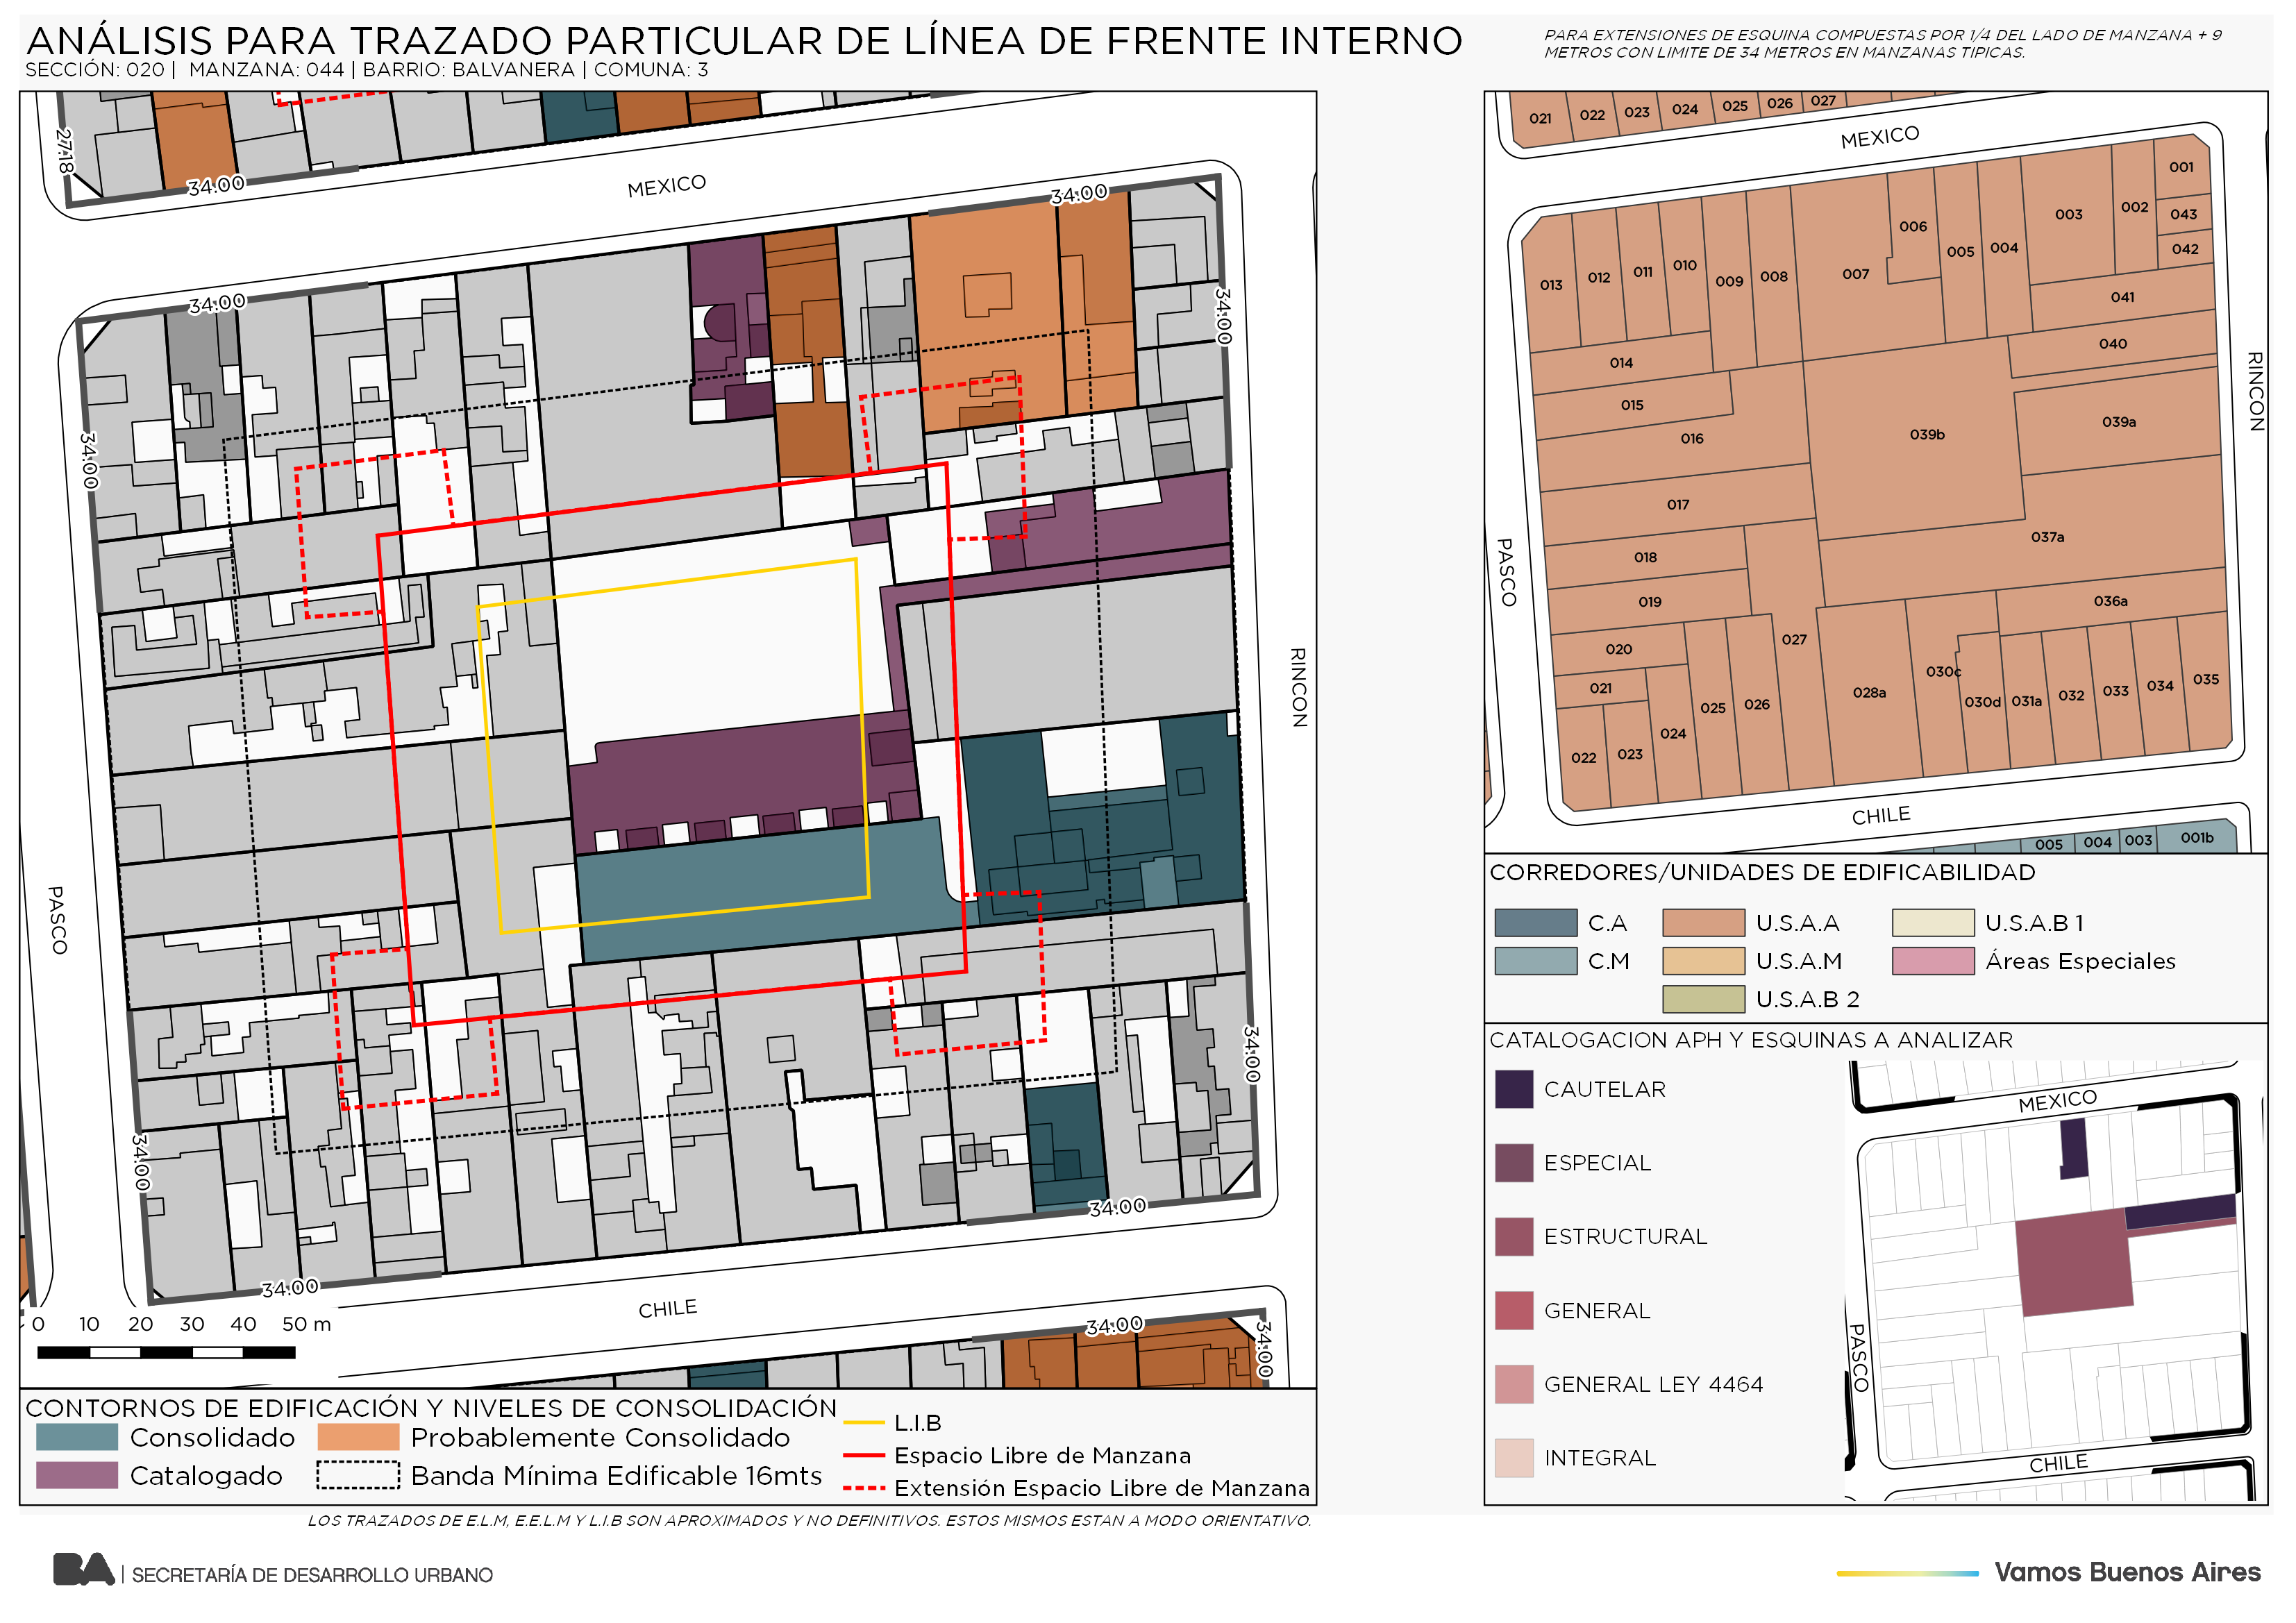 ANÁLISIS PARA TRAZADO PARTICULAR DE LÍNEA DE FRENTE INTERNO
SECCIÓN: 020 | MANZANA: 044 | BARRIO: BALVANERA | COMUNA: 3
PARA EXTENSIONES DE ESQUINA COMPUESTAS POR 1/4 DEL LADO DE MANZANA + 9
METROS CON LIMITE DE 34 METROS EN MANZANAS TIPICAS.
27.18
34.00
MEXICO
34.00
34.00
34.00
34.00
RINCON
PASCO
34.00
34.00
34.00
34.00
CHILE
34.00
34.00
0 10 20 30 40 50 m
CONTORNOS DE EDIFICACIÓN Y NIVELES DE CONSOLIDACIÓN
Consolidado
Probablemente Consolidado
Catalogado
Banda Mínima Edificable 16mts
L.I.B
Espacio Libre de Manzana
Extensión Espacio Libre de Manzana
LOS TRAZADOS DE E.L.M, E.E.L.M Y L.I.B SON APROXIMADOS Y NO DEFINITIVOS. ESTOS MISMOS ESTAN A MODO ORIENTATIVO.
021 022 023 024 025 026 027
MEXICO
001
043
042
002
003
004
005
006
007
008
009
010
011
012
013
041
040
014
015
016
039b
039a
017
037a
018
019
036a
020
027
021
022
023
024
025
026
028a
030c
030d
031a
032
033
034
035
PASCO
RINCON
CHILE
005 004 003 001b
CORREDORES/UNIDADES DE EDIFICABILIDAD
C.A
U.S.A.A
U.S.A.B 1
C.M
U.S.A.M
Áreas Especiales
U.S.A.B 2
CATALOGACION APH Y ESQUINAS A ANALIZAR
CAUTELAR
ESPECIAL
ESTRUCTURAL
GENERAL
GENERAL LEY 4464
INTEGRAL
MEXICO
PASCO
CHILE
BA | SECRETARÍA DE DESARROLLO URBANO
Vamos Buenos Aires